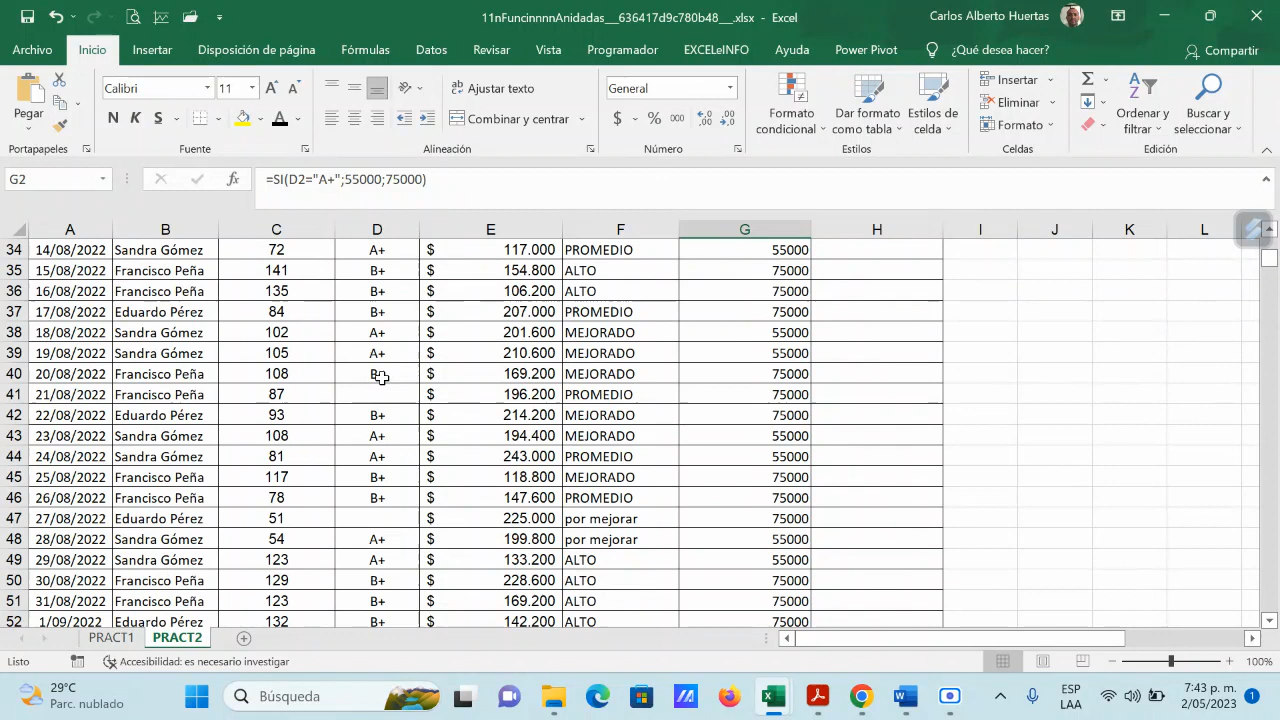 11nFuncinnnnAnidadas__636417d9c780b48__.xlsx - Excel
Carlos Alberto Huertas
Archivo Inicio Insertar Disposición de página Fórmulas Datos Revisar Vista Programador EXCELeINFO Ayuda Power Pivot ¿Qué desea hacer? Compartir
Pegar
Calibri 11
N K S
Ajustar texto
Combinar y centrar
General
$ % 000
Formato condicional
Dar formato como tabla
Estilos de celda
Insertar
Eliminar
Formato
Ordenar y filtrar
Buscar y seleccionar
Portapapeles Fuente Alineación Número Estilos Celdas Edición
G2 fx =SI(D2="A+";55000;75000)
A B C D E F G H I J K L
34 14/08/2022 Sandra Gómez 72 A+ $ 117.000 PROMEDIO 55000
35 15/08/2022 Francisco Peña 141 B+ $ 154.800 ALTO 75000
36 16/08/2022 Francisco Peña 135 B+ $ 106.200 ALTO 75000
37 17/08/2022 Eduardo Pérez 84 B+ $ 207.000 PROMEDIO 75000
38 18/08/2022 Sandra Gómez 102 A+ $ 201.600 MEJORADO 55000
39 19/08/2022 Sandra Gómez 105 A+ $ 210.600 MEJORADO 55000
40 20/08/2022 Francisco Peña 108 $ 169.200 MEJORADO 75000
41 21/08/2022 Francisco Peña 87 $ 196.200 PROMEDIO 75000
42 22/08/2022 Eduardo Pérez 93 B+ $ 214.200 MEJORADO 75000
43 23/08/2022 Sandra Gómez 108 A+ $ 194.400 MEJORADO 55000
44 24/08/2022 Sandra Gómez 81 A+ $ 243.000 PROMEDIO 55000
45 25/08/2022 Francisco Peña 117 B+ $ 118.800 MEJORADO 75000
46 26/08/2022 Francisco Peña 78 B+ $ 147.600 PROMEDIO 75000
47 27/08/2022 Eduardo Pérez 51 $ 225.000 por mejorar 75000
48 28/08/2022 Sandra Gómez 54 A+ $ 199.800 por mejorar 55000
49 29/08/2022 Sandra Gómez 123 A+ $ 133.200 ALTO 55000
50 30/08/2022 Francisco Peña 129 B+ $ 228.600 ALTO 75000
51 31/08/2022 Francisco Peña 123 B+ $ 169.200 ALTO 75000
52 1/09/2022 Eduardo Pérez 132 B+ $ 142.200 ALTO 75000
PRACT1 PRACT2
Listo Accesibilidad: es necesario investigar 100%
29°C
Parc. nublado
Búsqueda
ESP
LAA
7:43 p. m.
2/05/2023
1